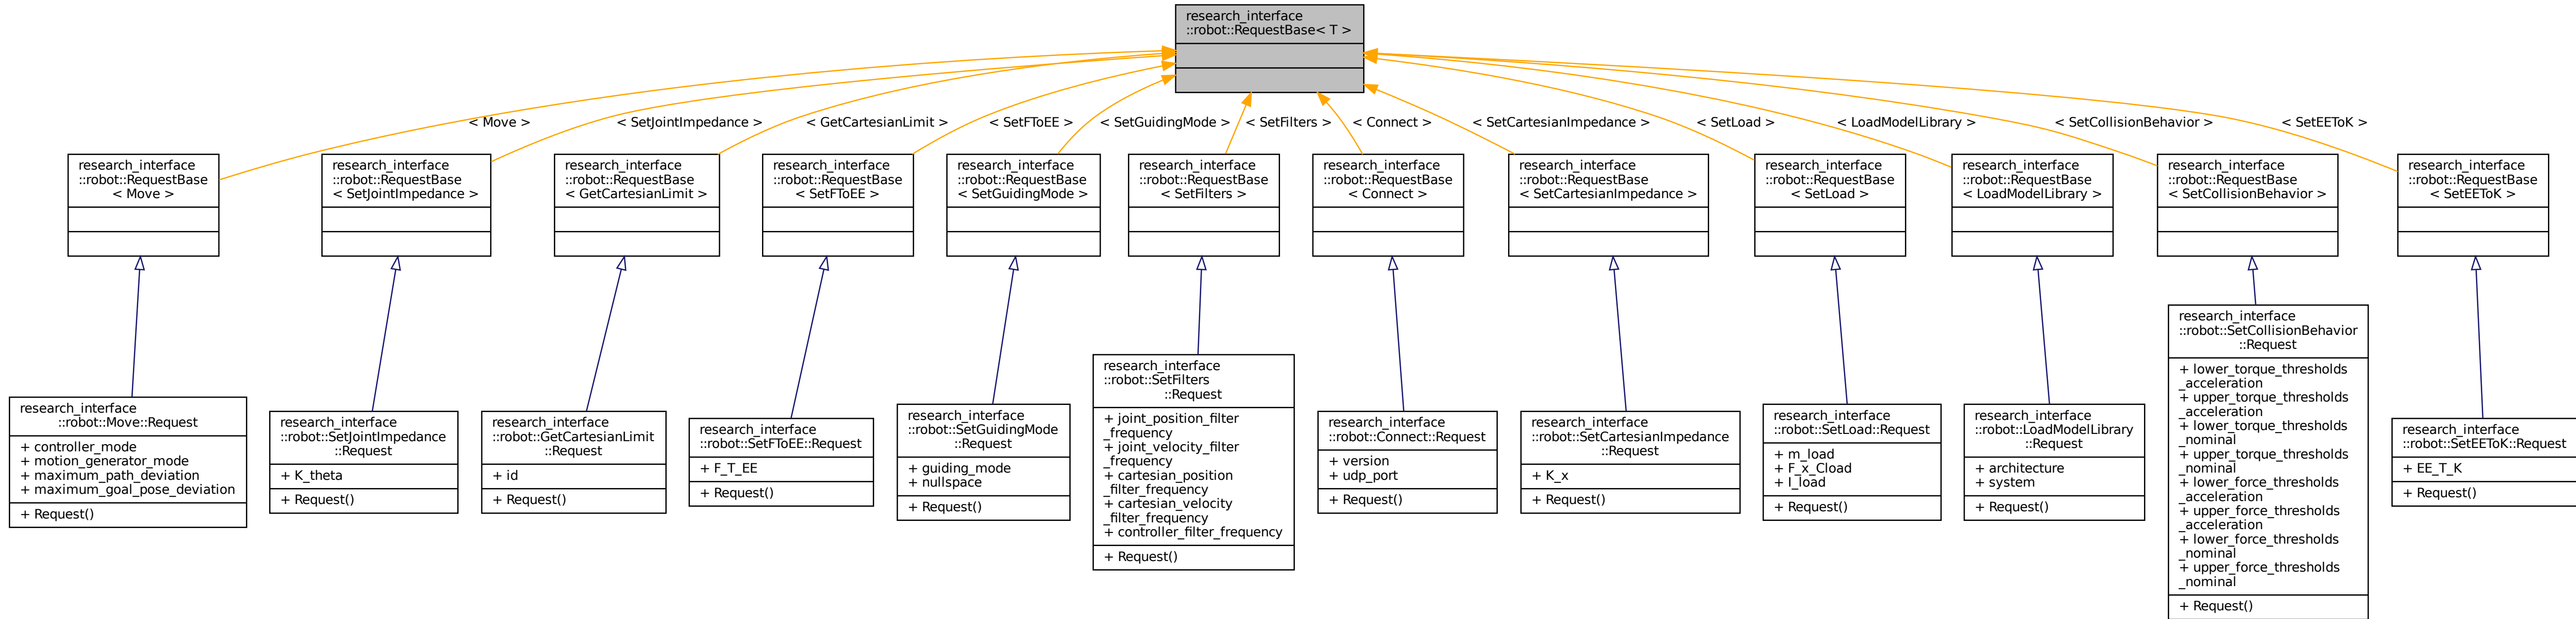 research_interface
::robot::RequestBase< T >
< Move >
< SetJointImpedance >
< GetCartesianLimit >
< SetFToEE >
< SetGuidingMode >
< SetFilters >
< Connect >
< SetCartesianImpedance >
< SetLoad >
< LoadModelLibrary >
< SetCollisionBehavior >
< SetEEToK >
research_interface
::robot::RequestBase
< Move >
research_interface
::robot::RequestBase
< SetJointImpedance >
research_interface
::robot::RequestBase
< GetCartesianLimit >
research_interface
::robot::RequestBase
< SetFToEE >
research_interface
::robot::RequestBase
< SetGuidingMode >
research_interface
::robot::RequestBase
< SetFilters >
research_interface
::robot::RequestBase
< Connect >
research_interface
::robot::RequestBase
< SetCartesianImpedance >
research_interface
::robot::RequestBase
< SetLoad >
research_interface
::robot::RequestBase
< LoadModelLibrary >
research_interface
::robot::RequestBase
< SetCollisionBehavior >
research_interface
::robot::RequestBase
< SetEEToK >
research_interface
::robot::Move::Request
+ controller_mode
+ motion_generator_mode
+ maximum_path_deviation
+ maximum_goal_pose_deviation
+ Request()
research_interface
::robot::SetJointImpedance
::Request
+ K_theta
+ Request()
research_interface
::robot::GetCartesianLimit
::Request
+ id
+ Request()
research_interface
::robot::SetFToEE::Request
+ F_T_EE
+ Request()
research_interface
::robot::SetGuidingMode
::Request
+ guiding_mode
+ nullspace
+ Request()
research_interface
::robot::SetFilters
::Request
+ joint_position_filter
_frequency
+ joint_velocity_filter
_frequency
+ cartesian_position
_filter_frequency
+ cartesian_velocity
_filter_frequency
+ controller_filter_frequency
+ Request()
research_interface
::robot::Connect::Request
+ version
+ udp_port
+ Request()
research_interface
::robot::SetCartesianImpedance
::Request
+ K_x
+ Request()
research_interface
::robot::SetLoad::Request
+ m_load
+ F_x_Cload
+ I_load
+ Request()
research_interface
::robot::LoadModelLibrary
::Request
+ architecture
+ system
+ Request()
research_interface
::robot::SetCollisionBehavior
::Request
+ lower_torque_thresholds
_acceleration
+ upper_torque_thresholds
_acceleration
+ lower_torque_thresholds
_nominal
+ upper_torque_thresholds
_nominal
+ lower_force_thresholds
_acceleration
+ upper_force_thresholds
_acceleration
+ lower_force_thresholds
_nominal
+ upper_force_thresholds
_nominal
+ Request()
research_interface
::robot::SetEEToK::Request
+ EE_T_K
+ Request()